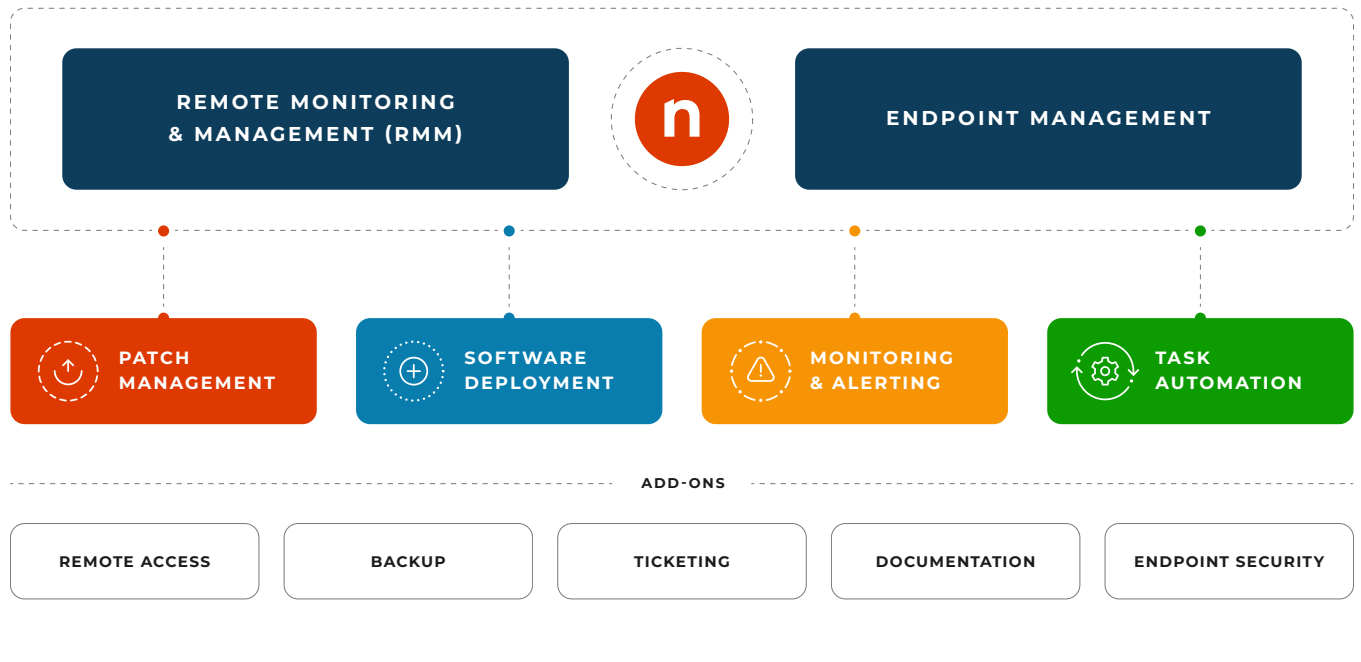 REMOTE MONITORING
& MANAGEMENT (RMM)
n
ENDPOINT MANAGEMENT
PATCH
MANAGEMENT
SOFTWARE
DEPLOYMENT
MONITORING
& ALERTING
TASK
AUTOMATION
ADD-ONS
REMOTE ACCESS
BACKUP
TICKETING
DOCUMENTATION
ENDPOINT SECURITY